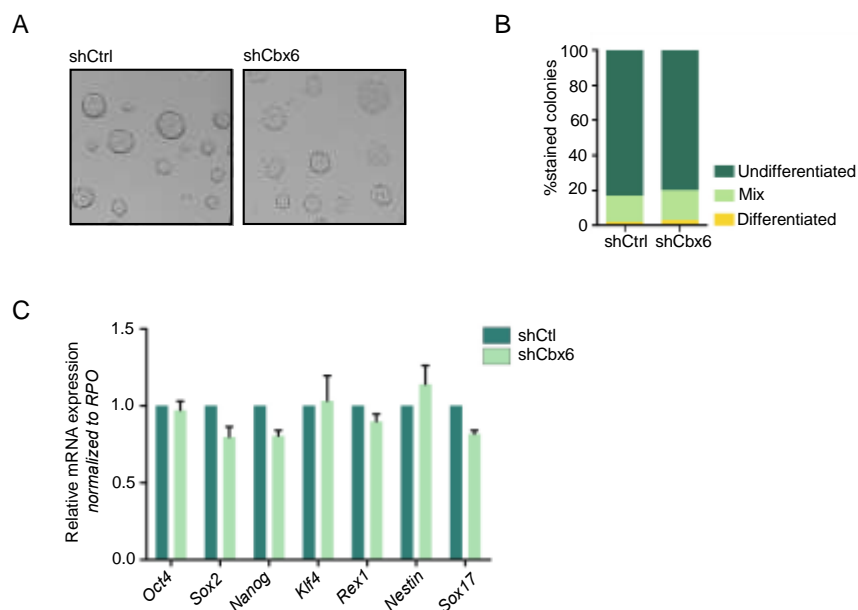 A
shCtrl
shCbx6
B
%stained colonies
100
80
60
40
20
0
shCtrl
shCbx6
Undifferentiated
Mix
Differentiated
C
Relative mRNA expression
normalized to RPO
1.5
1.0
0.5
0.0
Oct4
Sox2
Nanog
Klf4
Rex1
Nestin
Sox17
shCtl
shCbx6